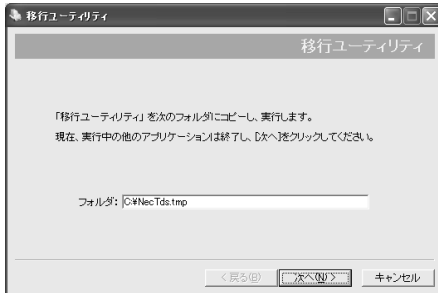 移行ユーティリティ
移行ユーティリティ
「移行ユーティリティ」を次のフォルダにコピーし、実行します。
現在、実行中の他のアプリケーションは終了し、[次へ]をクリックしてください。
フォルダ: C:¥NecTds.tmp
< 戻る(B) 次へ(N) > キャンセル